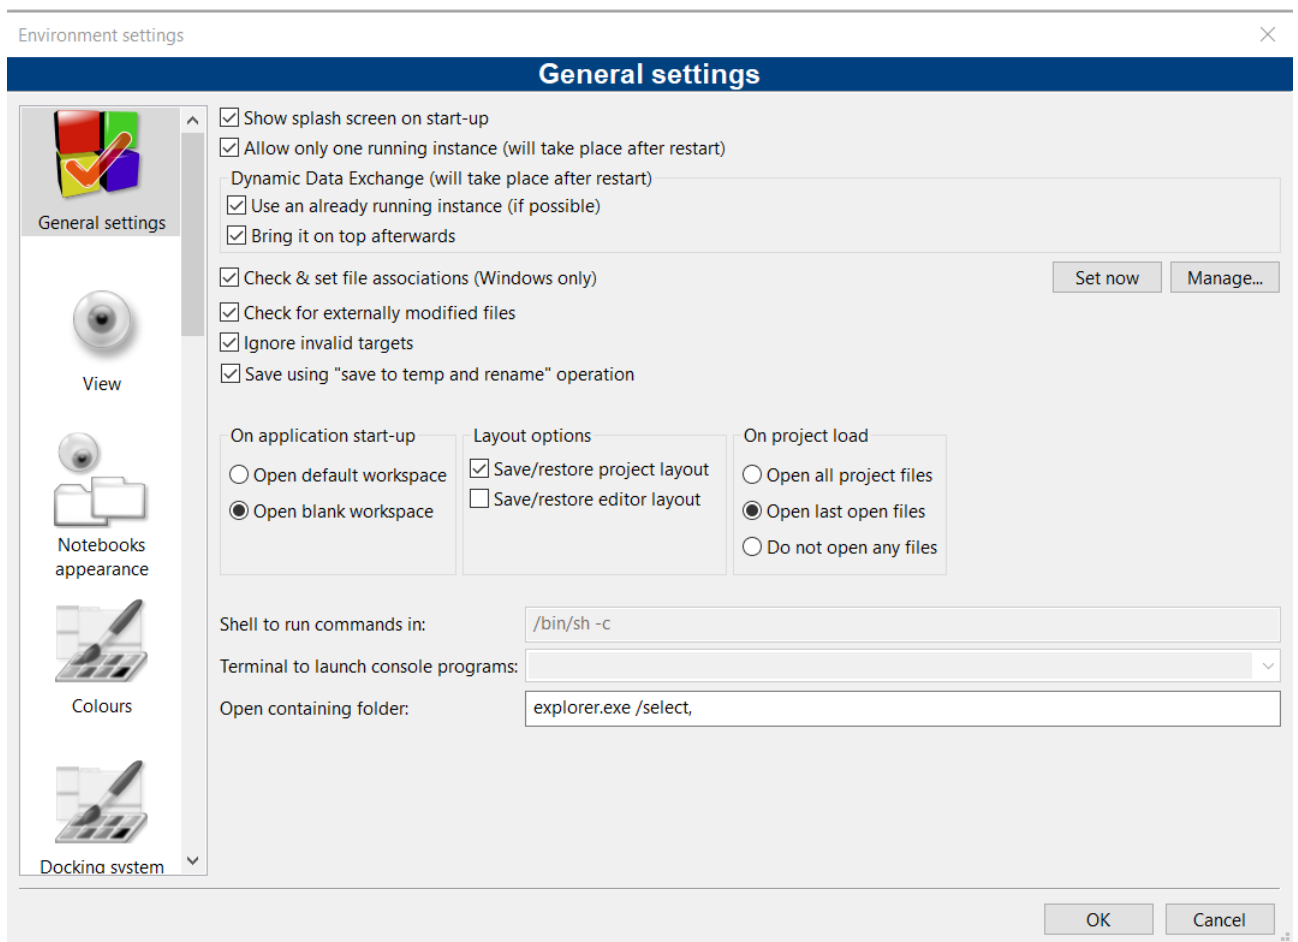 Environment settings
General settings
General settings
View
Notebooks
appearance
Colours
Docking system
Show splash screen on start-up
Allow only one running instance (will take place after restart)
Dynamic Data Exchange (will take place after restart)
Use an already running instance (if possible)
Bring it on top afterwards
Check & set file associations (Windows only)
Set now
Manage...
Check for externally modified files
Ignore invalid targets
Save using "save to temp and rename" operation
On application start-up
Open default workspace
Open blank workspace
Layout options
Save/restore project layout
Save/restore editor layout
On project load
Open all project files
Open last open files
Do not open any files
Shell to run commands in:
/bin/sh -c
Terminal to launch console programs:
Open containing folder:
explorer.exe /select,
OK
Cancel